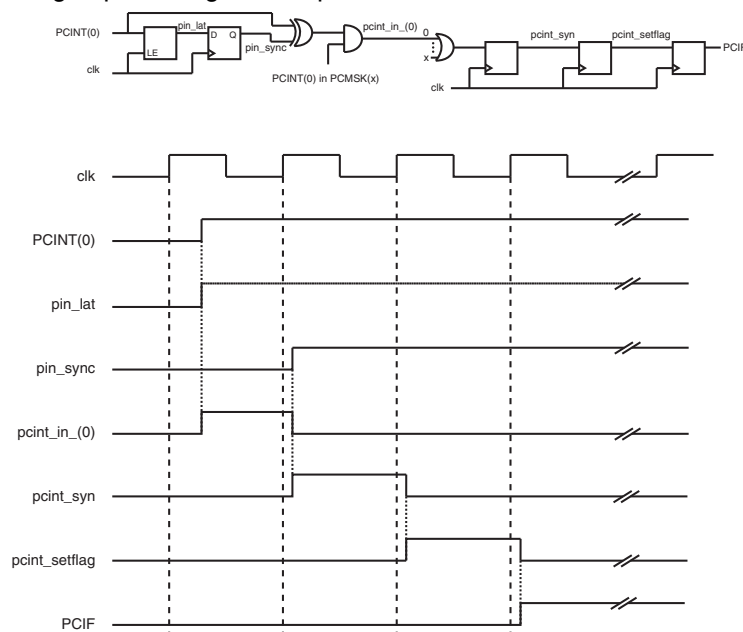 PCINT(0)
pin_lat
LE
D Q
pin_sync
clk
PCINT(0) in PCMSK(x)
pcint_in_(0)
0
x
pcint_syn
pcint_setflag
clk
clk
PCINT(0)
pin_lat
pin_sync
pcint_in_(0)
pcint_syn
pcint_setflag
PCIF